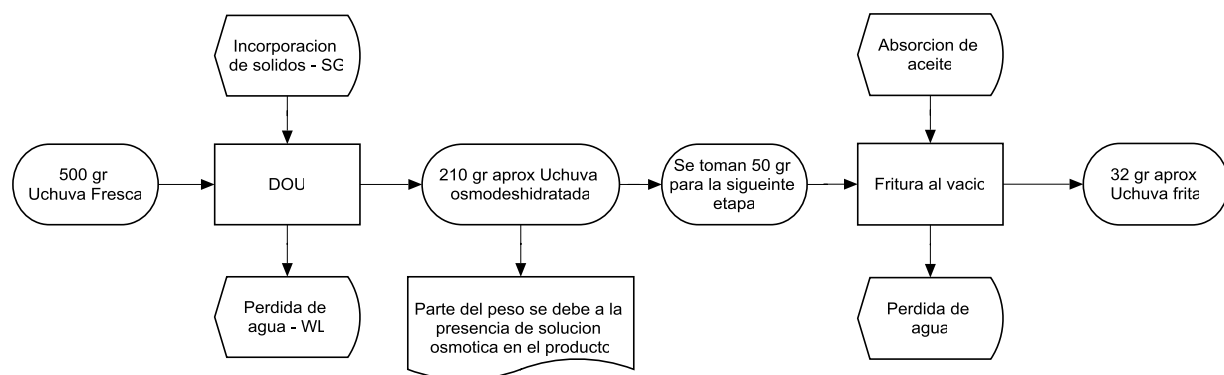 Incorporacion
de solidos - SG
Absorcion de
aceite
500 gr
Uchuva Fresca
DOU
210 gr aprox Uchuva
osmodeshidratada
Se toman 50 gr
para la sigueinte
etapa
Fritura al vacio
32 gr aprox
Uchuva frita
Perdida de
agua - WL
Parte del peso se debe a la
presencia de solucion
osmotica en el producto
Perdida de
agua